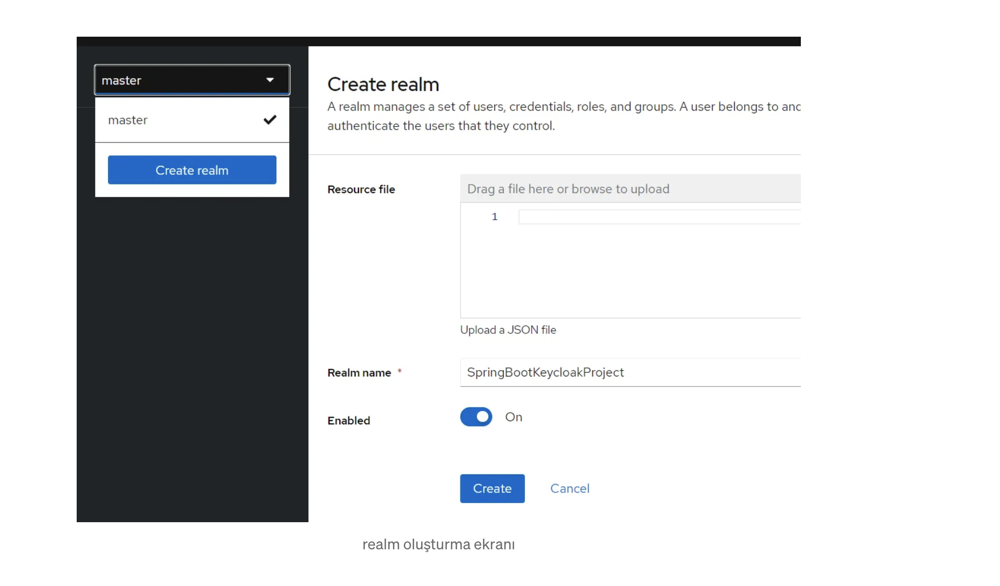 master
master
Create realm
Create realm
A realm manages a set of users, credentials, roles, and groups. A user belongs to and
authenticate the users that they control.
Resource file
Drag a file here or browse to upload
1
Upload a JSON file
Realm name *
SpringBootKeycloakProject
Enabled
On
Create
Cancel
realm oluşturma ekranı